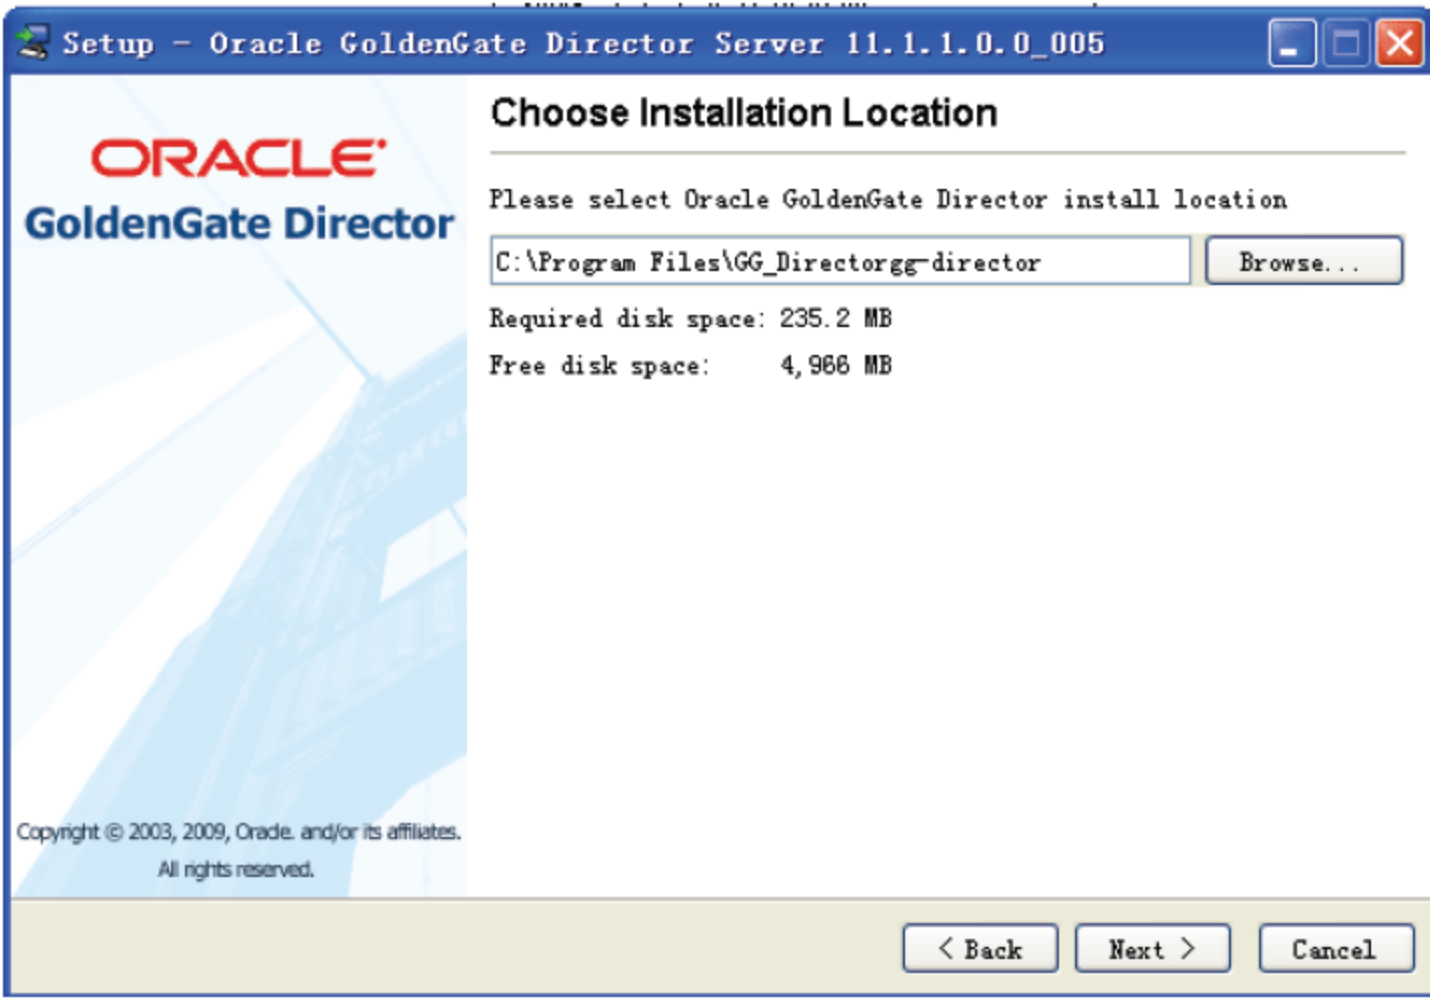 Setup - Oracle GoldenGate Director Server 11.1.1.0.0_005
Choose Installation Location
ORACLE
GoldenGate Director
Please select Oracle GoldenGate Director install location
C:\Program Files\GG_Directorgg-director
Browse...
Required disk space: 235.2 MB
Free disk space: 4,966 MB
Copyright © 2003, 2009, Oracle. and/or its affiliates.
All rights reserved.
< Back
Next >
Cancel